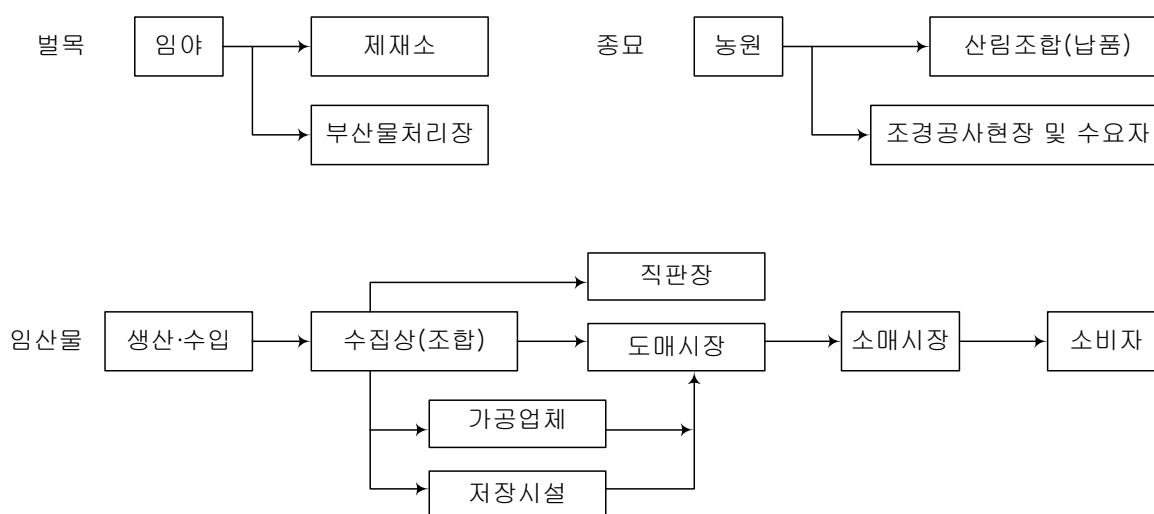 벌목
임야
제재소
부산물처리장
종묘
농원
산림조합(납품)
조경공사현장 및 수요자
임산물
생산·수입
수집상(조합)
직판장
도매시장
소매시장
소비자
가공업체
저장시설